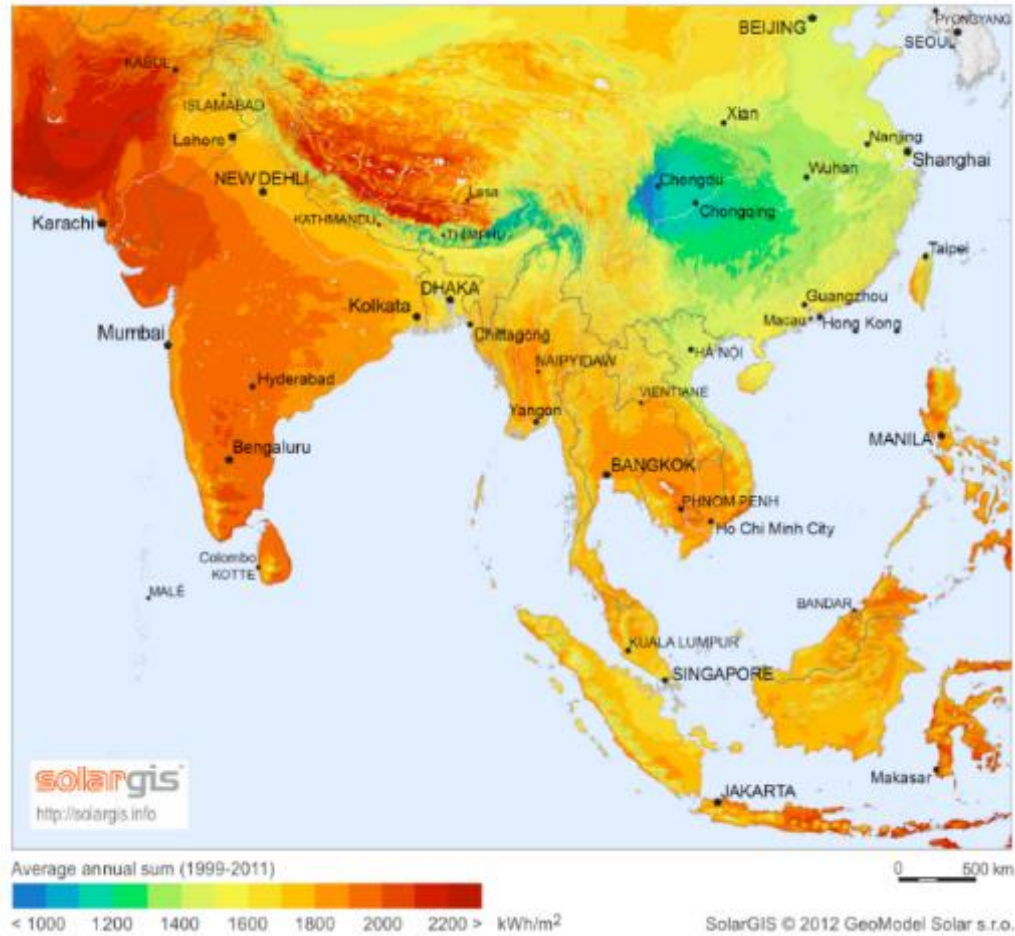 BEIJING
PYONGYANG
SEOUL
KABUL
ISLAMABAD
Lahore
Xian
Nanjing
Shanghai
NEW DEHLI
Lasa
Chengdu
Wuhan
Chongqing
Karachi
KATHMANDU
THIMPHU
Taipei
DHAKA
Kolkata
Guangzhou
Macau
Hong Kong
Mumbai
Chittagong
HÀ NOI
NAIPYIDAW
Hyderabad
VIENTIANE
Yangon
MANILA
Bengaluru
BANGKOK
PHNOM PENH
Ho Chi Minh City
Colombo
KOTTE
MALÉ
BANDAR
KUALA LUMPUR
SINGAPORE
Makasar
JAKARTA
solargis
http://solargis.info
Average annual sum (1999-2011)
0 500 km
< 1000 1200 1400 1600 1800 2000 2200 > kWh/m2
SolarGIS © 2012 GeoModel Solar s.r.o.